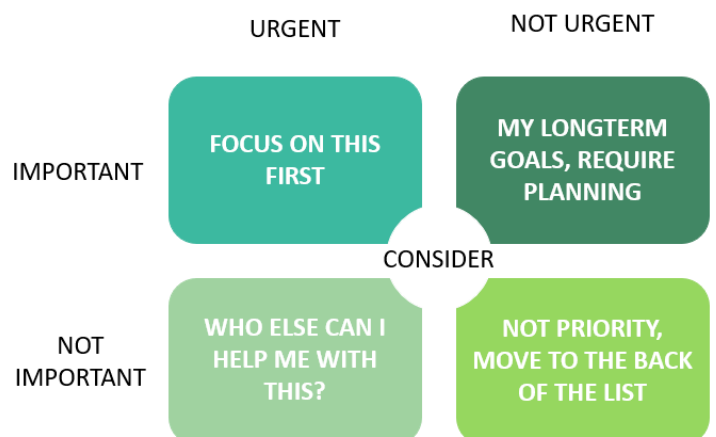 URGENT
NOT URGENT
IMPORTANT
FOCUS ON THIS
FIRST
MY LONGTERM
GOALS, REQUIRE
PLANNING
CONSIDER
NOT
IMPORTANT
WHO ELSE CAN I
HELP ME WITH
THIS?
NOT PRIORITY,
MOVE TO THE BACK
OF THE LIST